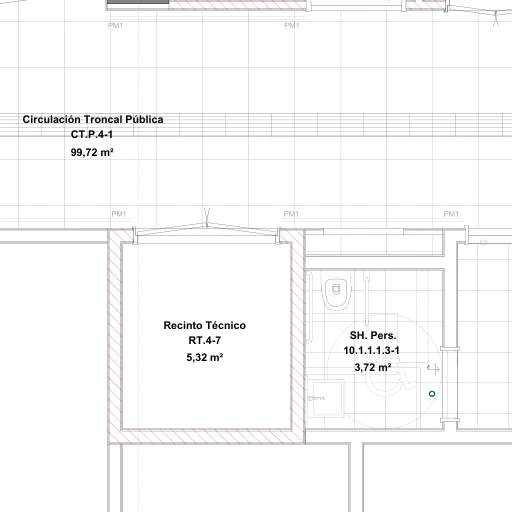 PM1
PM1
Circulación Troncal Pública
CT.P.4-1
99,72 m²
PM1
PM1
PM1
Recinto Técnico
RT.4-7
5,32 m²
SH. Pers.
10.1.1.1.3-1
3,72 m²